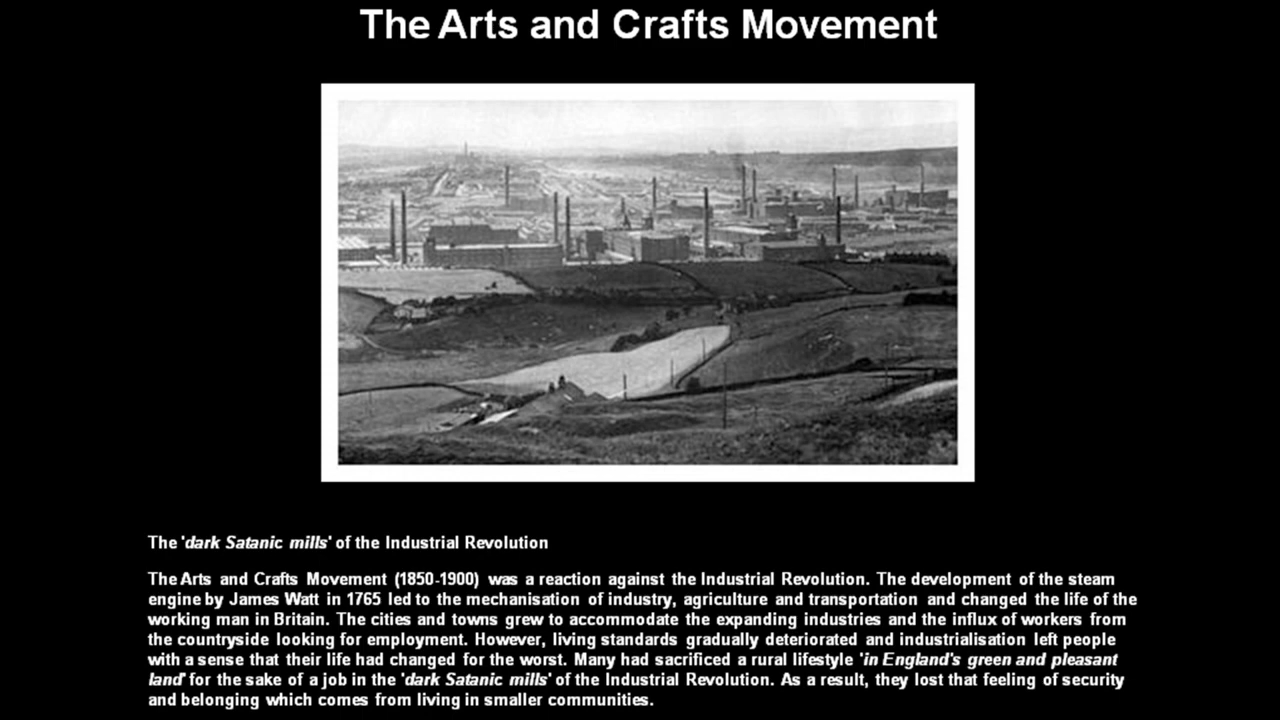 The Arts and Crafts Movement
The 'dark Satanic mills' of the Industrial Revolution
The Arts and Crafts Movement (1850-1900) was a reaction against the Industrial Revolution. The development of the steam
engine by James Watt in 1765 led to the mechanisation of industry, agriculture and transportation and changed the life of the
working man in Britain. The cities and towns grew to accommodate the expanding industries and the influx of workers from
the countryside looking for employment. However, living standards gradually deteriorated and industrialisation left people
with a sense that their life had changed for the worst. Many had sacrificed a rural lifestyle 'in England's green and pleasant
land' for the sake of a job in the 'dark Satanic mills' of the Industrial Revolution. As a result, they lost that feeling of security
and belonging which comes from living in smaller communities.